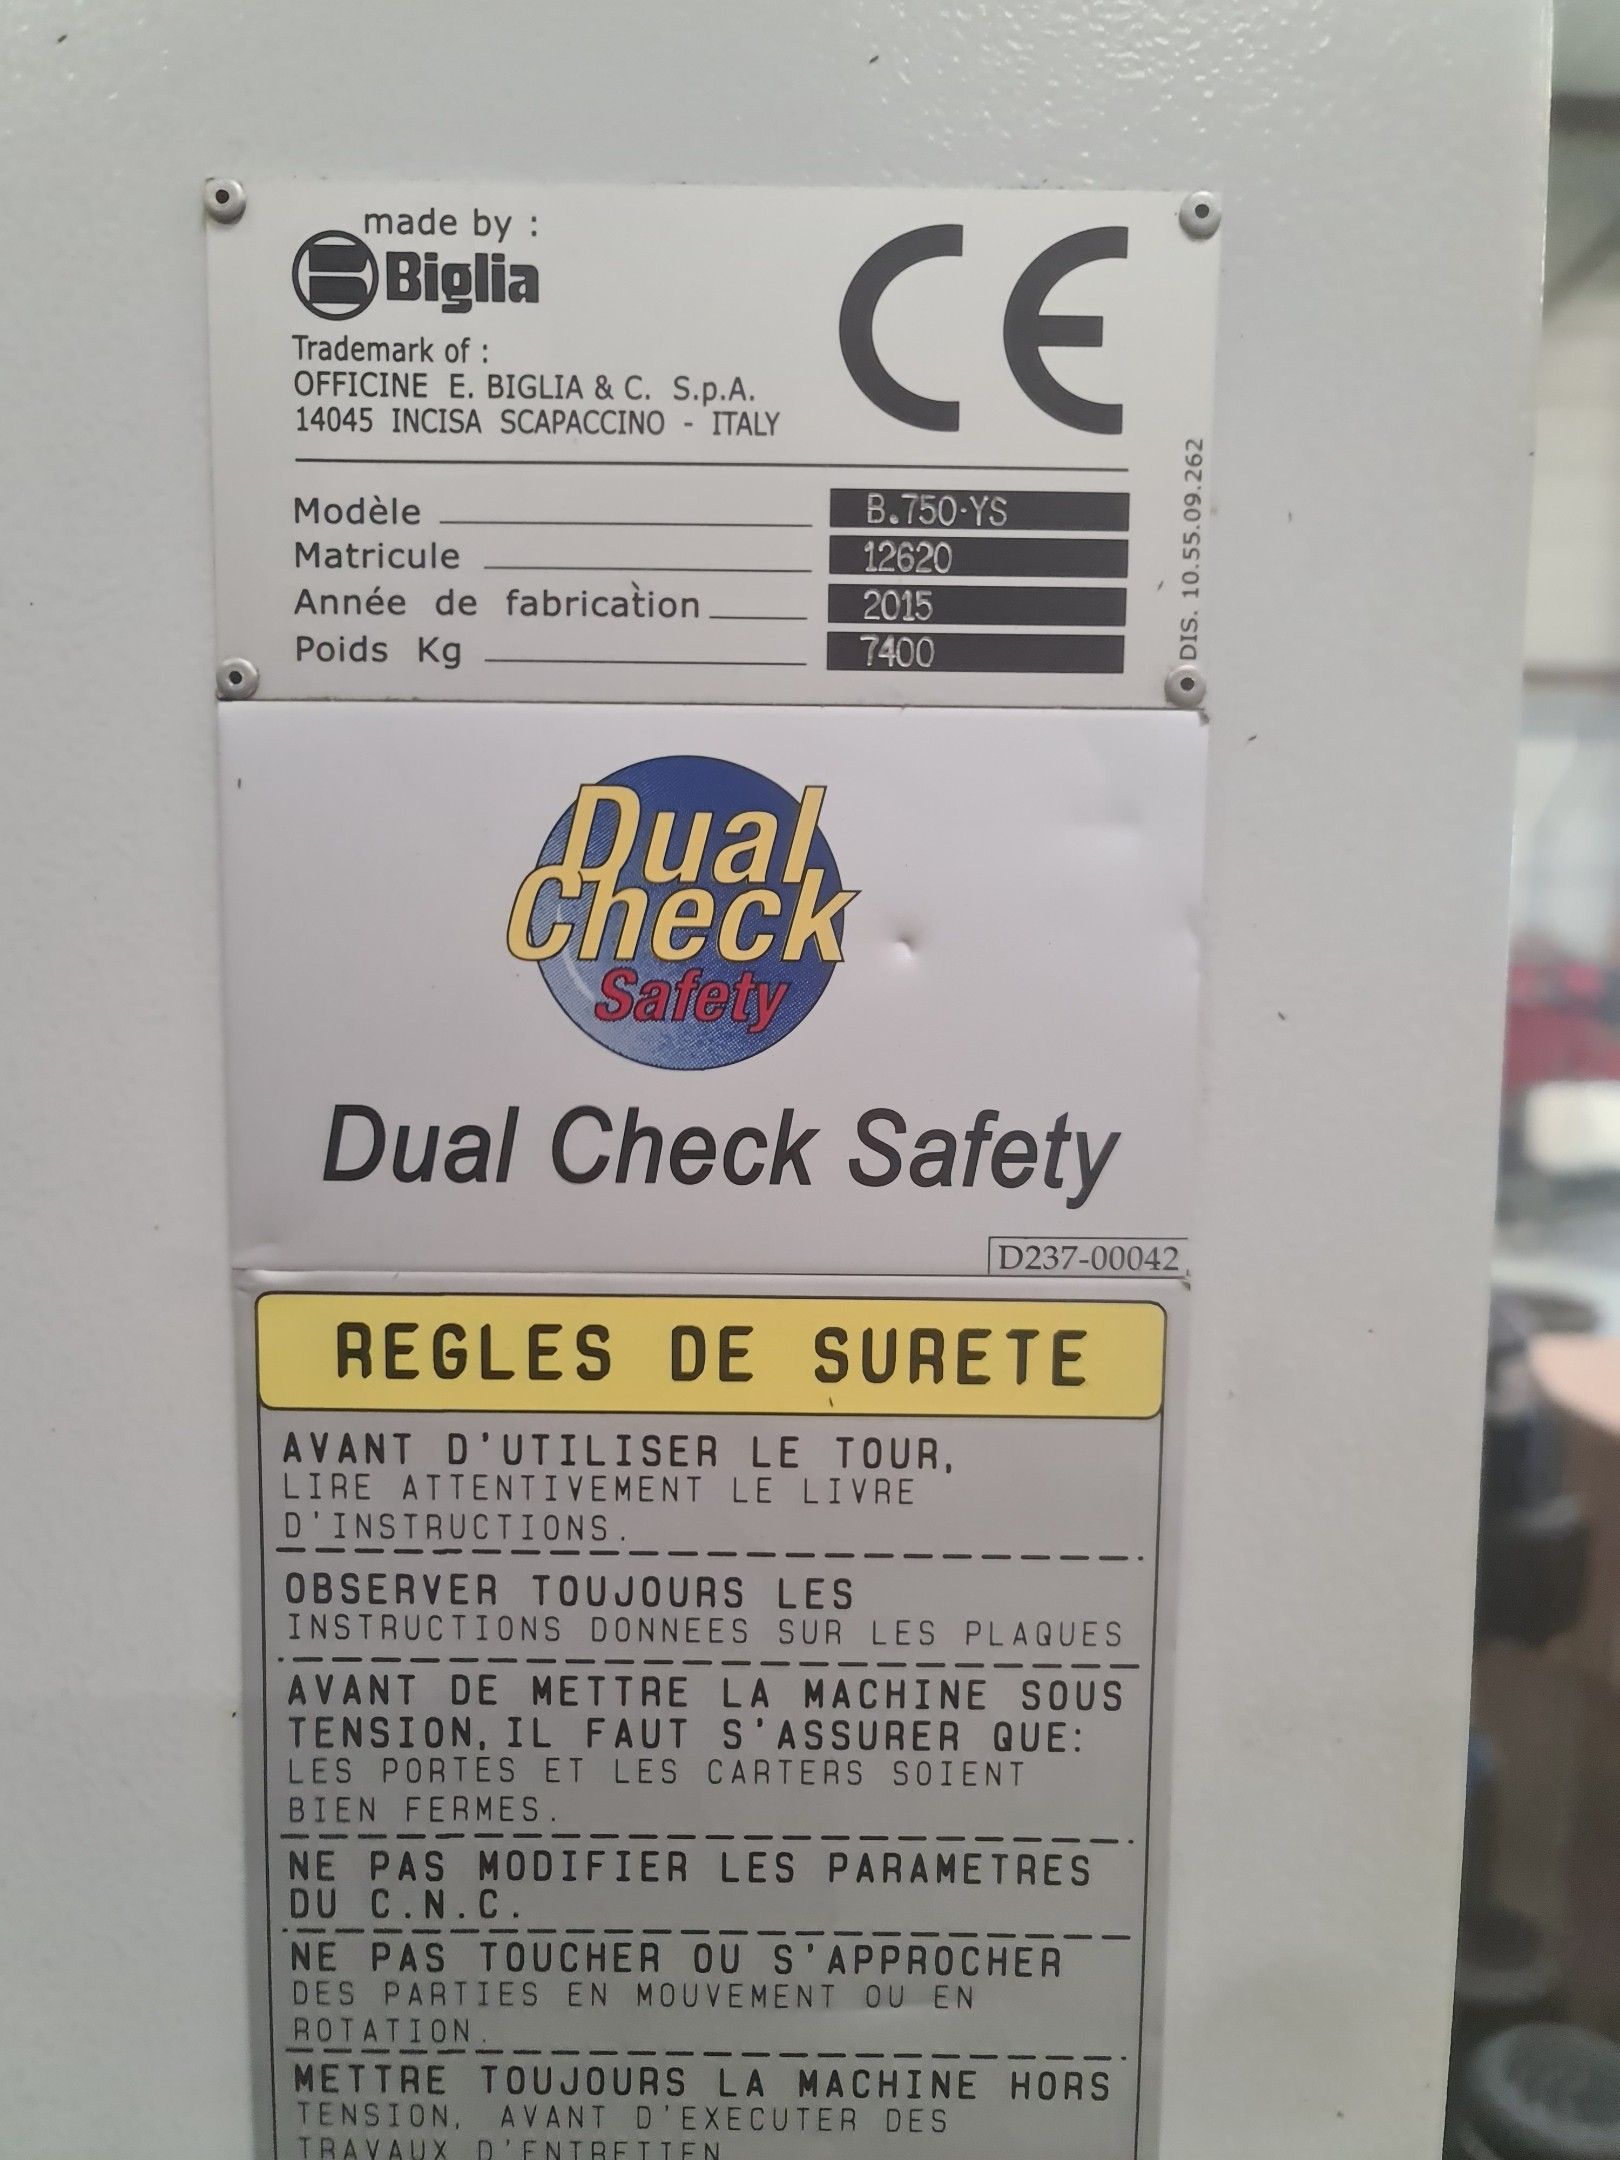 made by :
Biglia
Trademark of :
OFFICINE E. BIGLIA & C. S.p.A.
14045 INCISA SCAPACCINO - ITALY
CE
Modèle B.750-YS
Matricule 12620
Année de fabrication 2015
Poids Kg 7400
DIS. 10.55.09.262
Dual
Check
Safety
Dual Check Safety
D237-00042
REGLES DE SURETE
AVANT D'UTILISER LE TOUR,
LIRE ATTENTIVEMENT LE LIVRE
D'INSTRUCTIONS.
OBSERVER TOUJOURS LES
INSTRUCTIONS DONNEES SUR LES PLAQUES
AVANT DE METTRE LA MACHINE SOUS
TENSION, IL FAUT S'ASSURER QUE:
LES PORTES ET LES CARTERS SOIENT
BIEN FERMES.
NE PAS MODIFIER LES PARAMETRES
DU C.N.C.
NE PAS TOUCHER OU S'APPROCHER
DES PARTIES EN MOUVEMENT OU EN
ROTATION.
METTRE TOUJOURS LA MACHINE HORS
TENSION, AVANT D'EXECUTER DES
TRAVAUX D'ENTRETIEN